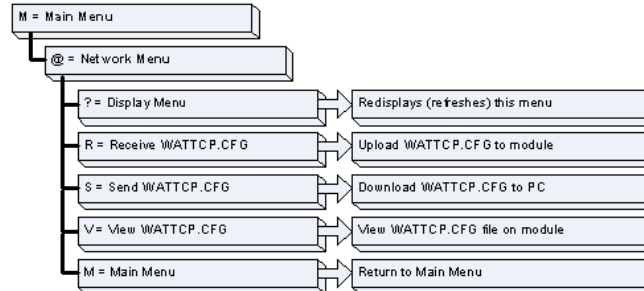 M = Main Menu
@ = Network Menu
? = Display Menu
Redisplays (refreshes) this menu
R = Receive WATTCP.CFG
Upload WATTCP.CFG to module
S = Send WATTCP.CFG
Download WATTCP.CFG to PC
V = View WATTCP.CFG
View WATTCP.CFG file on module
M = Main Menu
Return to Main Menu